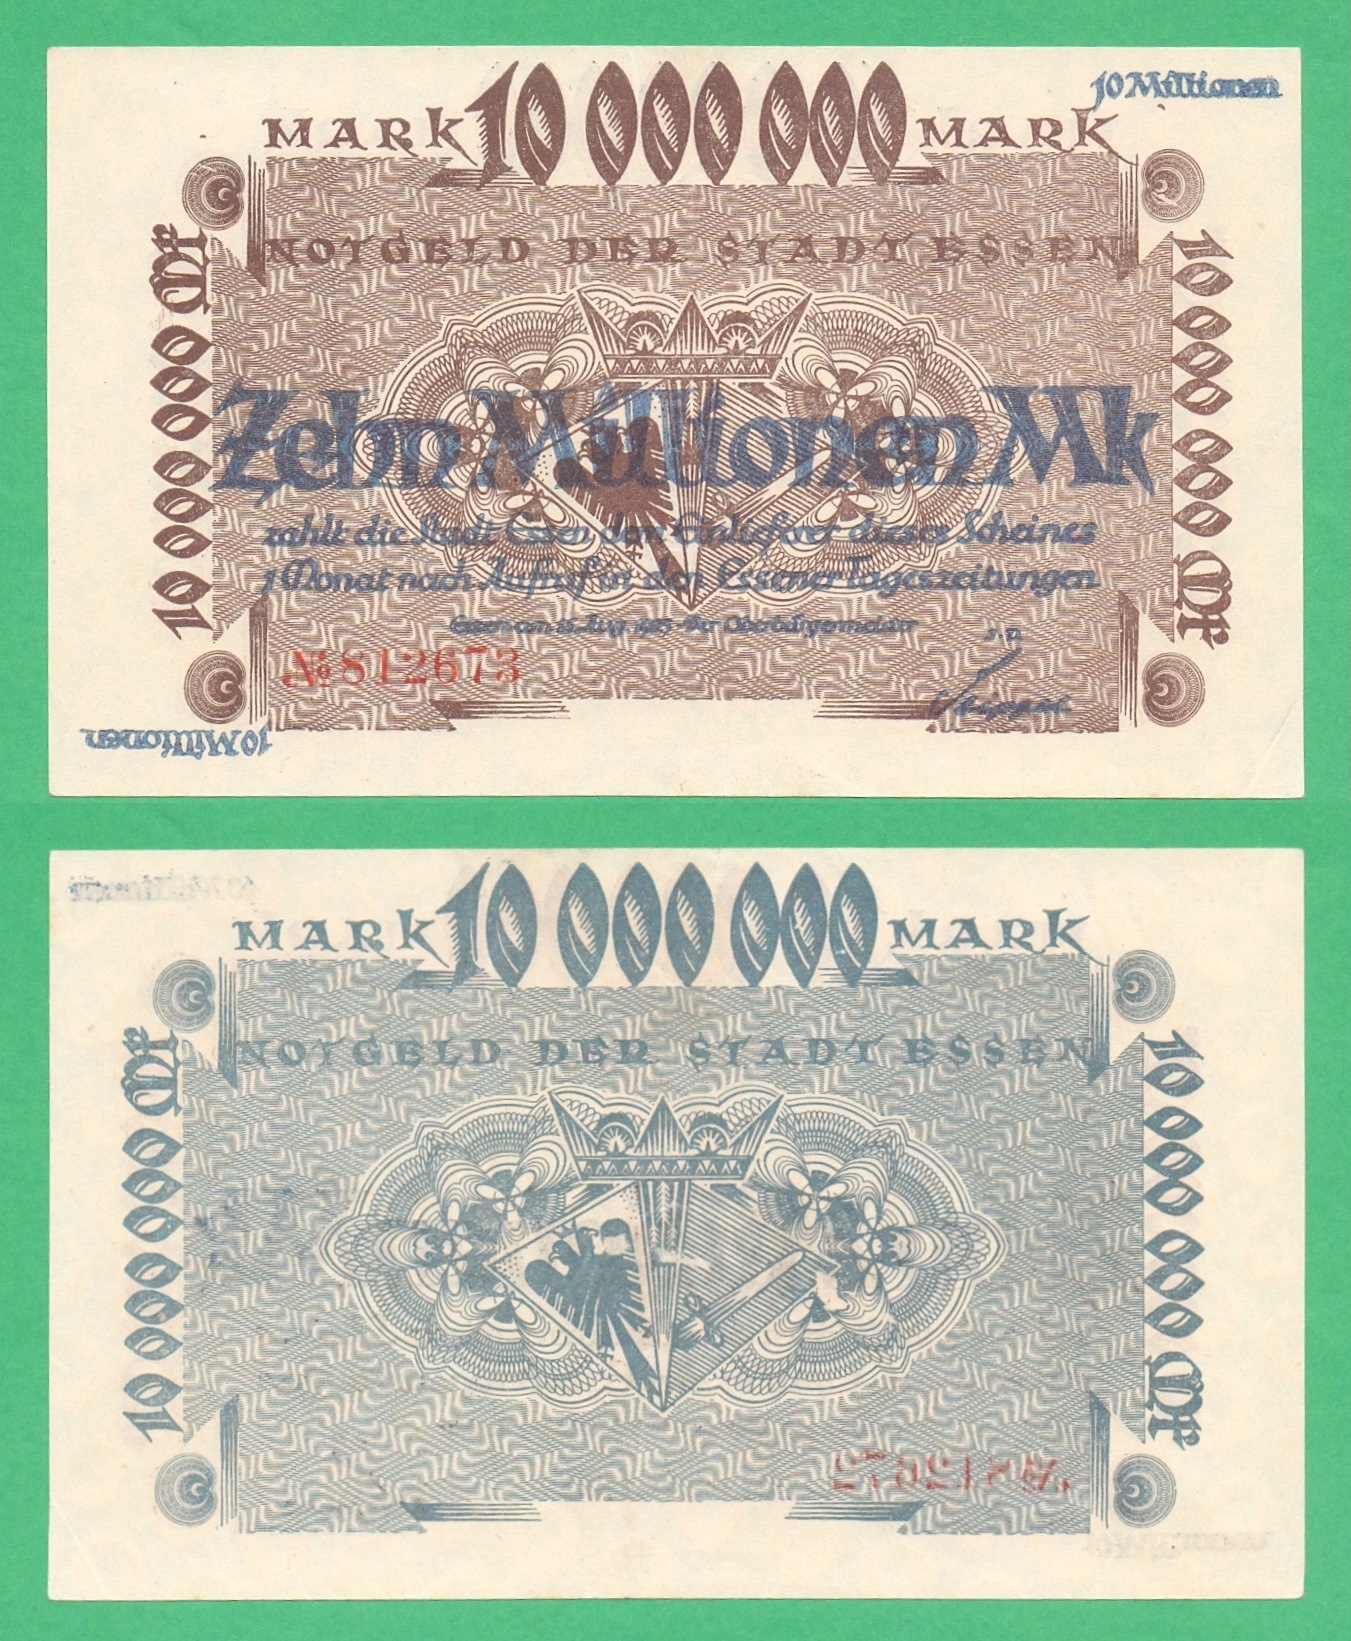 10 Millionen
MARK 10 000 000 MARK
NOTGELD DER STADT ESSEN
10 000 000 Mk
10 000 000 Mk
Zehn Millionen Mk
zahlt die Stadt Essen dem Einlieferer dieses Scheines
1 Monat nach Aufruf in den Essener Tageszeitungen
Essen am 15. Aug. 1923 Der Oberbürgermeister
№ 812673
10 Millionen
MARK 10 000 000 MARK
NOTGELD DER STADT ESSEN
10 000 000 Mk
10 000 000 Mk